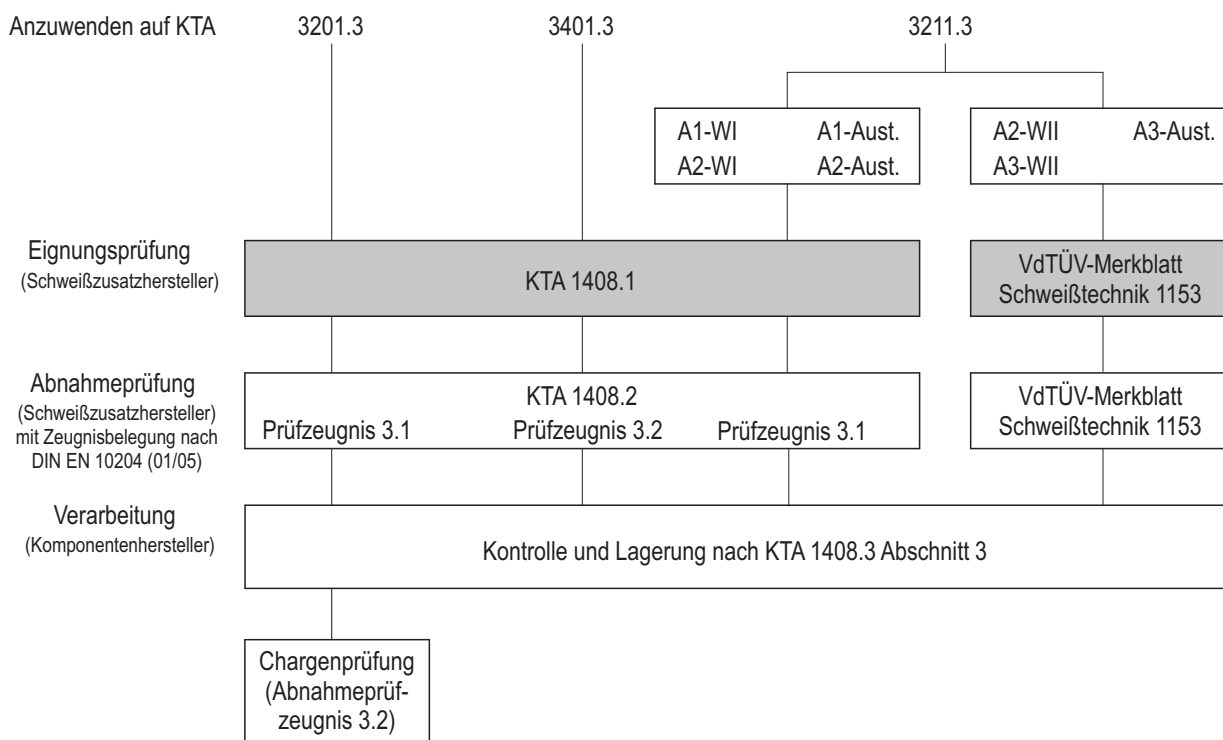 Anzuwenden auf KTA 3201.3 3401.3 3211.3
A1-WI A1-Aust.
A2-WI A2-Aust.
A2-WII A3-Aust.
A3-WII
Eignungsprüfung
(Schweißzusatzhersteller)
KTA 1408.1
VdTÜV-Merkblatt
Schweißtechnik 1153
Abnahmeprüfung
(Schweißzusatzhersteller)
mit Zeugnisbelegung nach
DIN EN 10204 (01/05)
KTA 1408.2
Prüfzeugnis 3.1 Prüfzeugnis 3.2 Prüfzeugnis 3.1
VdTÜV-Merkblatt
Schweißtechnik 1153
Verarbeitung
(Komponentenhersteller)
Kontrolle und Lagerung nach KTA 1408.3 Abschnitt 3
Chargenprüfung
(Abnahmeprüf-
zeugnis 3.2)